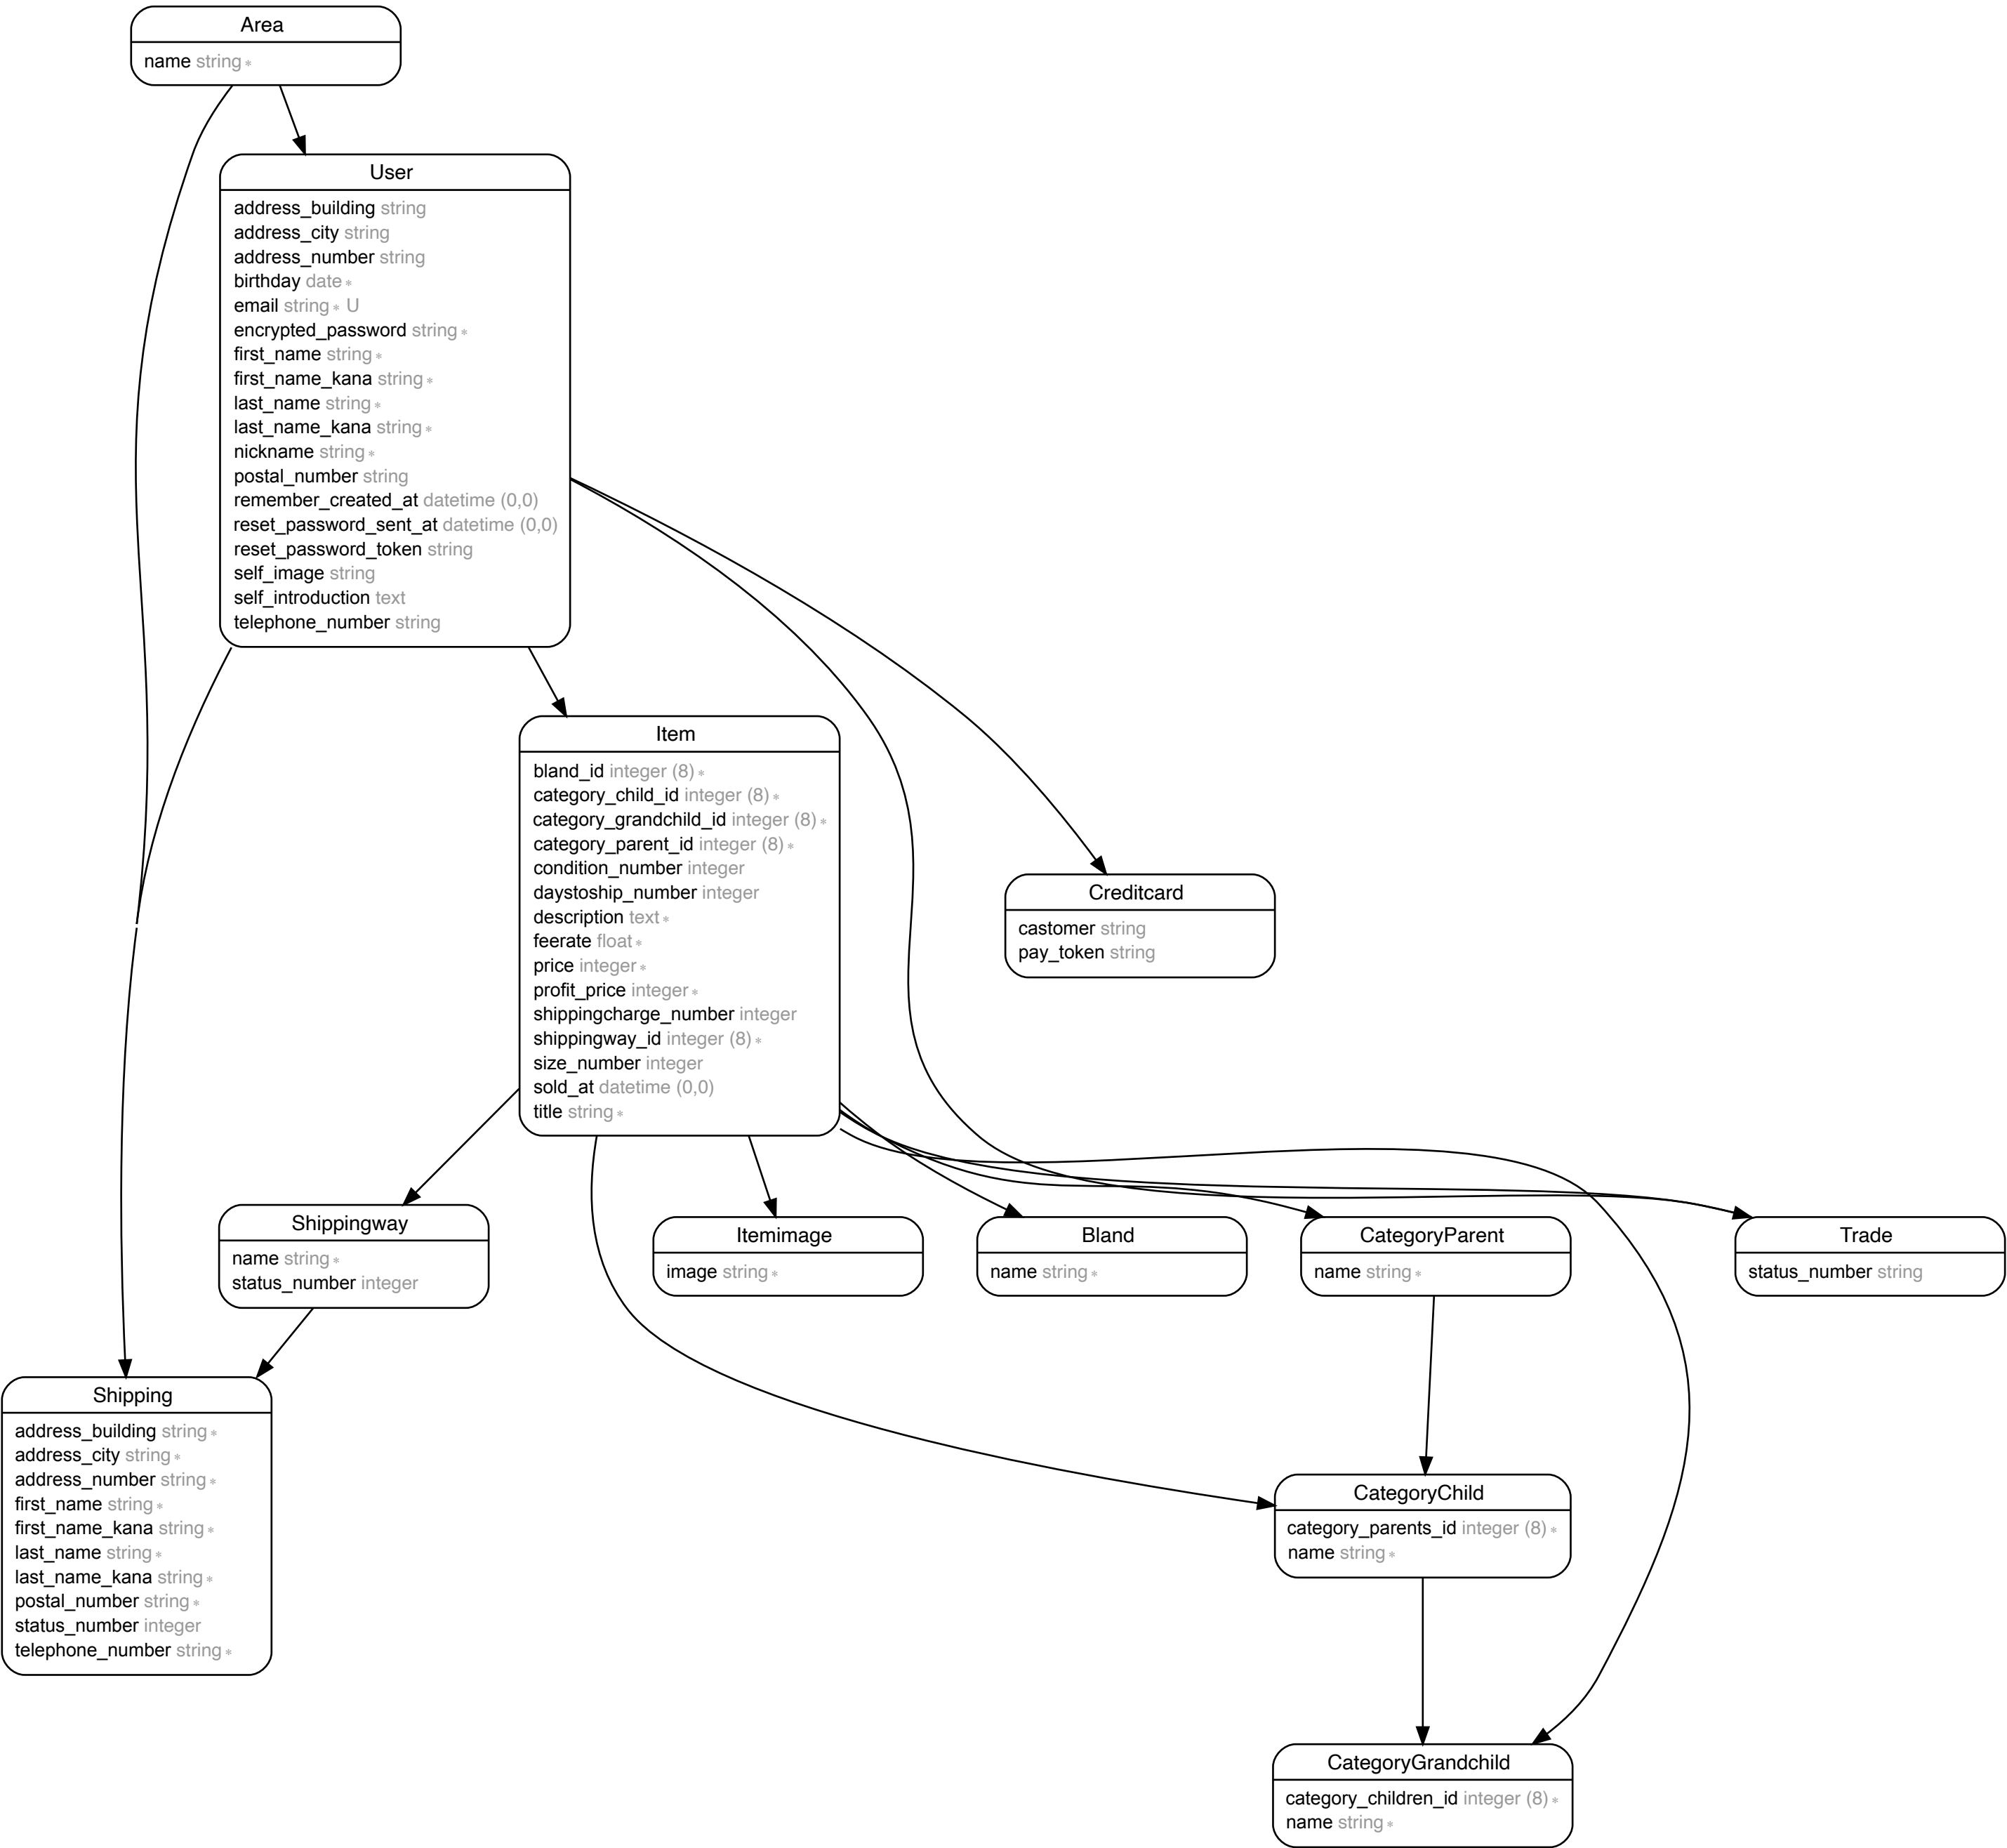 Area
name string *
User
address_building string
address_city string
address_number string
birthday date *
email string * U
encrypted_password string *
first_name string *
first_name_kana string *
last_name string *
last_name_kana string *
nickname string *
postal_number string
remember_created_at datetime (0,0)
reset_password_sent_at datetime (0,0)
reset_password_token string
self_image string
self_introduction text
telephone_number string
Item
bland_id integer (8) *
category_child_id integer (8) *
category_grandchild_id integer (8) *
category_parent_id integer (8) *
condition_number integer
daystoship_number integer
description text *
feerate float *
price integer *
profit_price integer *
shippingcharge_number integer
shippingway_id integer (8) *
size_number integer
sold_at datetime (0,0)
title string *
Creditcard
castomer string
pay_token string
Shippingway
name string *
status_number integer
Itemimage
image string *
Bland
name string *
CategoryParent
name string *
Trade
status_number string
Shipping
address_building string *
address_city string *
address_number string *
first_name string *
first_name_kana string *
last_name string *
last_name_kana string *
postal_number string *
status_number integer
telephone_number string *
CategoryChild
category_parents_id integer (8) *
name string *
CategoryGrandchild
category_children_id integer (8) *
name string *